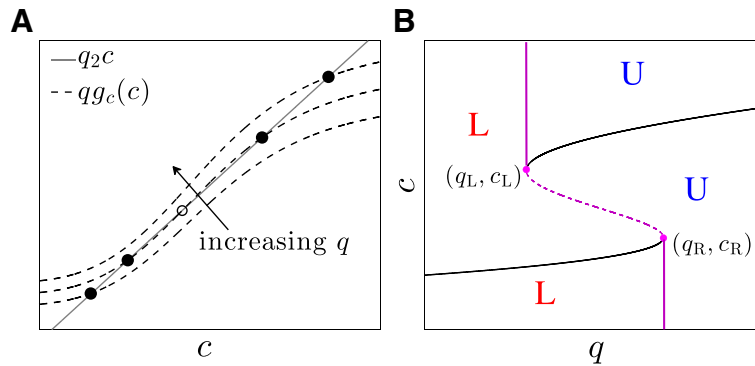 A
q₂c
qg_c(c)
increasing q
c
B
U
L
(q_L, c_L)
U
(q_R, c_R)
L
c
q